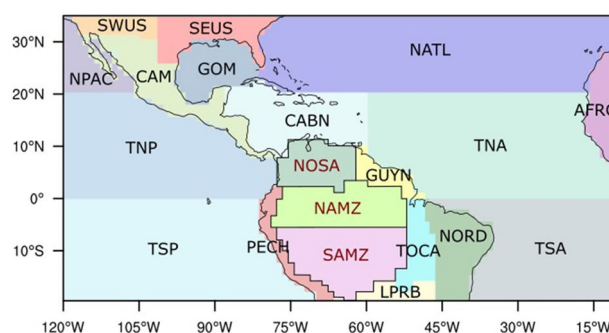 SWUS
SEUS
30°N
NATL
NPAC
CAM
GOM
20°N
CABN
AFRC
10°N
TNP
NOSA
TNA
GUYN
0°
NAMZ
10°S
TSP
PECH
SAMZ
TOCA
NORD
TSA
LPRB
120°W
105°W
90°W
75°W
60°W
45°W
30°W
15°W